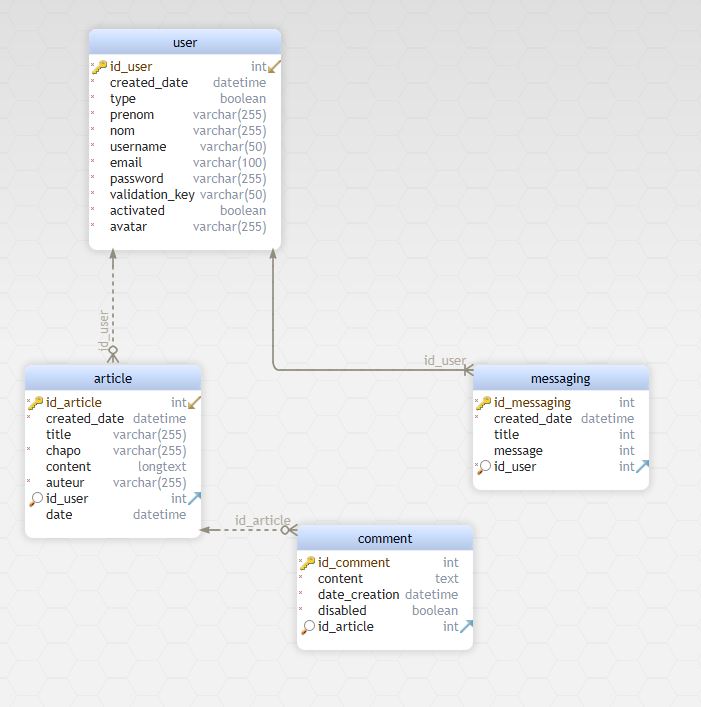 user
id_user int
created_date datetime
type boolean
prenom varchar(255)
nom varchar(255)
username varchar(50)
email varchar(100)
password varchar(255)
validation_key varchar(50)
activated boolean
avatar varchar(255)
id_user
id_user
article
id_article int
created_date datetime
title varchar(255)
chapo varchar(255)
content longtext
auteur varchar(255)
id_user int
date datetime
messaging
id_messaging int
created_date datetime
title int
message int
id_user int
id_article
comment
id_comment int
content text
date_creation datetime
disabled boolean
id_article int